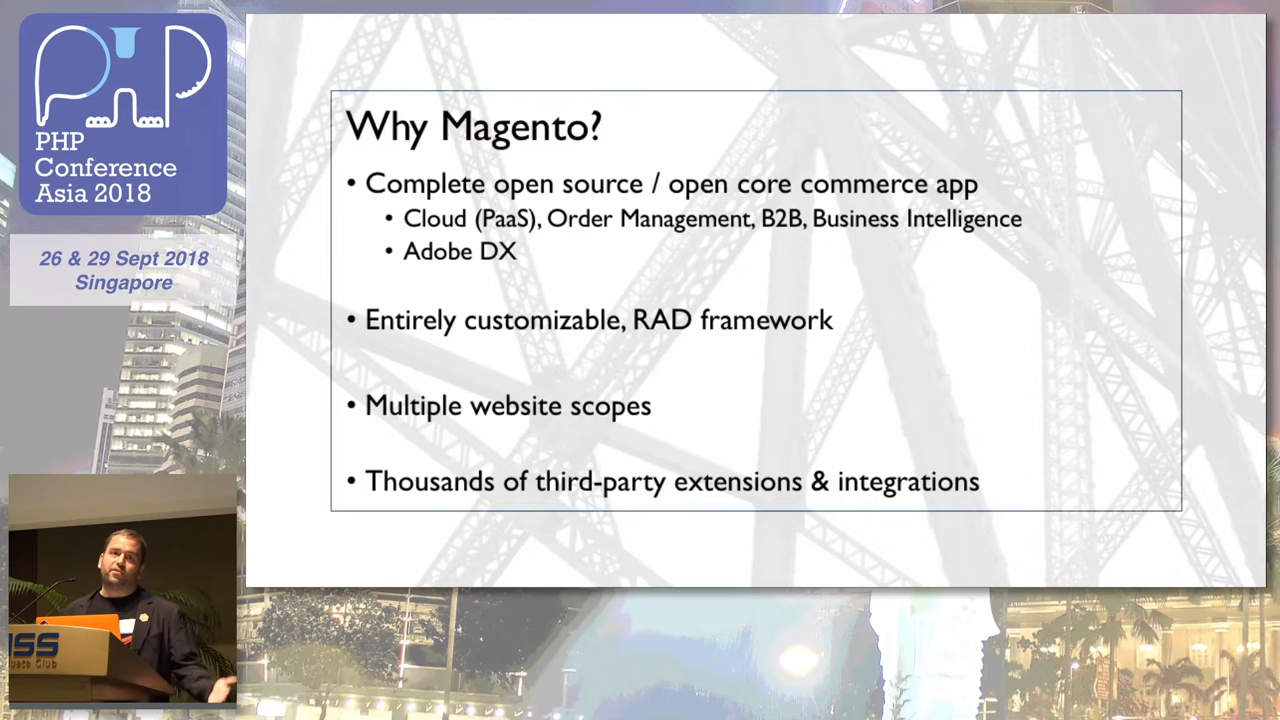 PHP
Conference
Asia 2018
26 & 29 Sept 2018
Singapore
Why Magento?
• Complete open source / open core commerce app
• Cloud (PaaS), Order Management, B2B, Business Intelligence
• Adobe DX
• Entirely customizable, RAD framework
• Multiple website scopes
• Thousands of third-party extensions & integrations